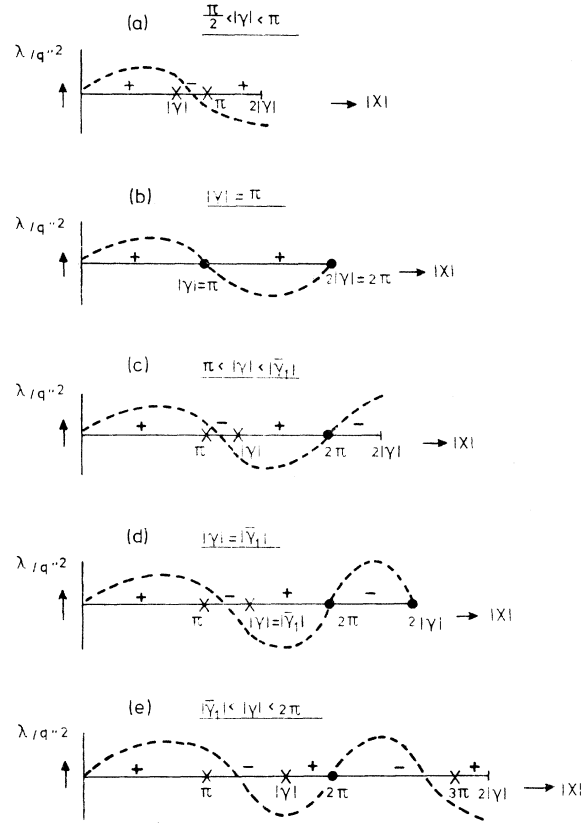 (a) π/2 < |γ| < π
λ/q''2
+ − +
|γ| π 2|γ| → |X|
(b) |γ| = π
λ/q''2
+ +
|γ|=π 2|γ|=2π → |X|
(c) π < |γ| < |γ̄₁|
λ/q''2
+ − + −
π |γ| 2π 2|γ| → |X|
(d) |γ| = |γ̄₁|
λ/q''2
+ − + −
π |γ|=|γ̄₁| 2π 2|γ| → |X|
(e) |γ̄₁| < |γ| < 2π
λ/q''2
+ − + − +
π |γ| 2π 3π 2|γ| → |X|